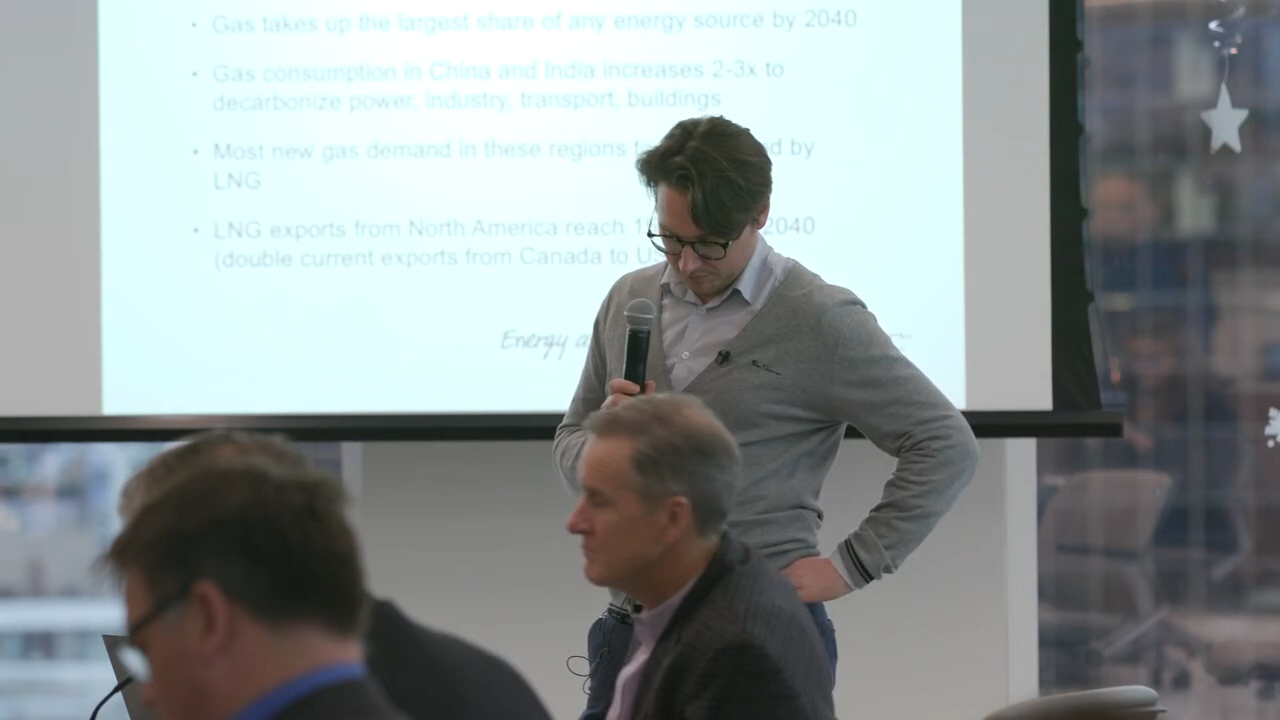 • Gas takes up the largest share of any energy source by 2040
• Gas consumption in China and India increases 2-3x to
decarbonize power, industry, transport, buildings
• Most new gas demand in these regions by
LNG
• LNG exports from North America reach 2040
(double current exports from Canada to
Energy